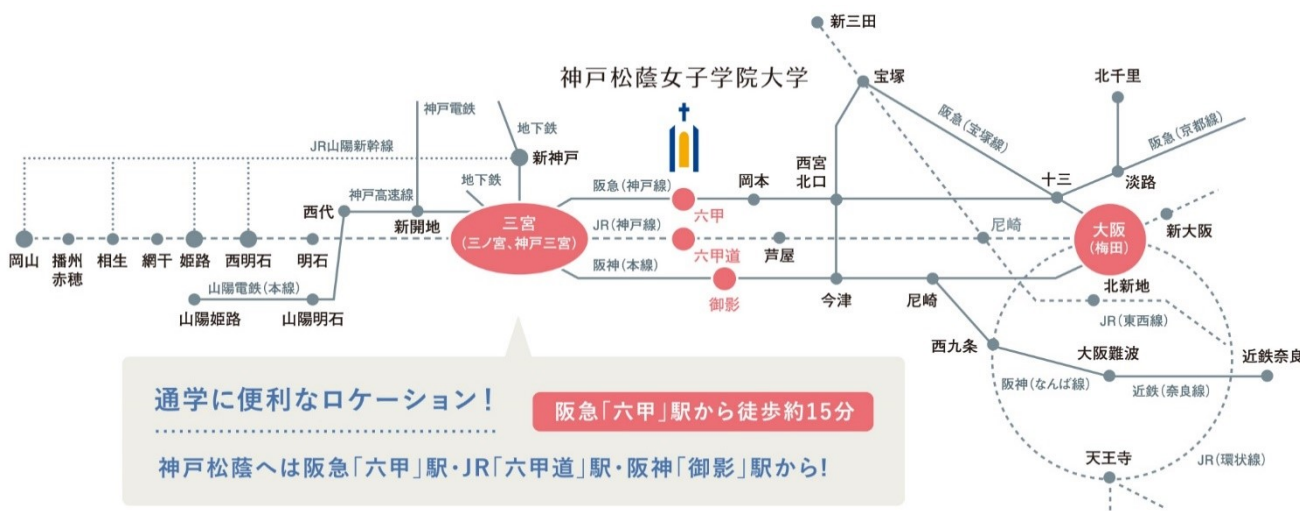 新三田
神戸松蔭女子学院大学
宝塚
北千里
神戸電鉄
地下鉄
阪急(宝塚線)
阪急(京都線)
JR山陽新幹線
新神戸
西宮
北口
十三
淡路
地下鉄
阪急(神戸線)
岡本
神戸高速線
西代
新開地
六甲
三宮
(三ノ宮、神戸三宮)
JR(神戸線)
尼崎
大阪
(梅田)
新大阪
岡山
播州
赤穂
相生
網干
姫路
西明石
明石
六甲道
芦屋
阪神(本線)
山陽電鉄(本線)
御影
今津
尼崎
北新地
山陽姫路
山陽明石
JR(東西線)
西九条
大阪難波
近鉄奈良
阪神(なんば線)
近鉄(奈良線)
通学に便利なロケーション!
阪急「六甲」駅から徒歩約15分
神戸松蔭へは阪急「六甲」駅・JR「六甲道」駅・阪神「御影」駅から!
天王寺
JR(環状線)